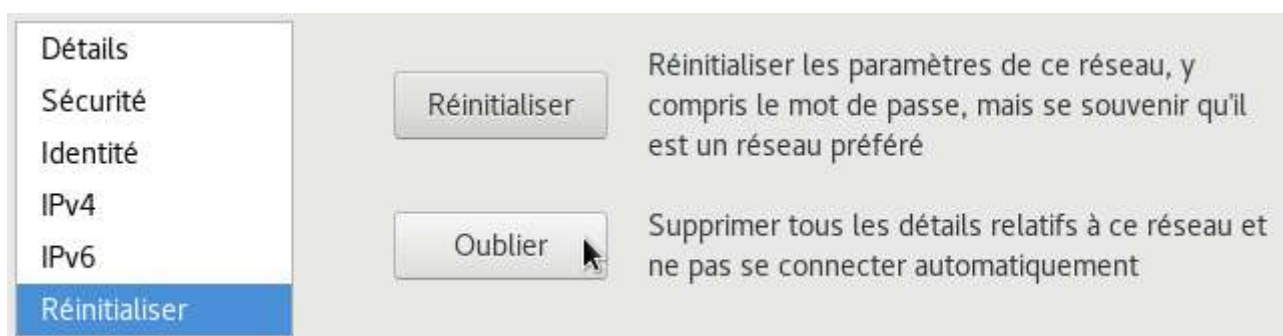 Détails
Sécurité
Identité
IPv4
IPv6
Réinitialiser
Réinitialiser
Réinitialiser les paramètres de ce réseau, y
compris le mot de passe, mais se souvenir qu'il
est un réseau préféré
Oublier
Supprimer tous les détails relatifs à ce réseau et
ne pas se connecter automatiquement